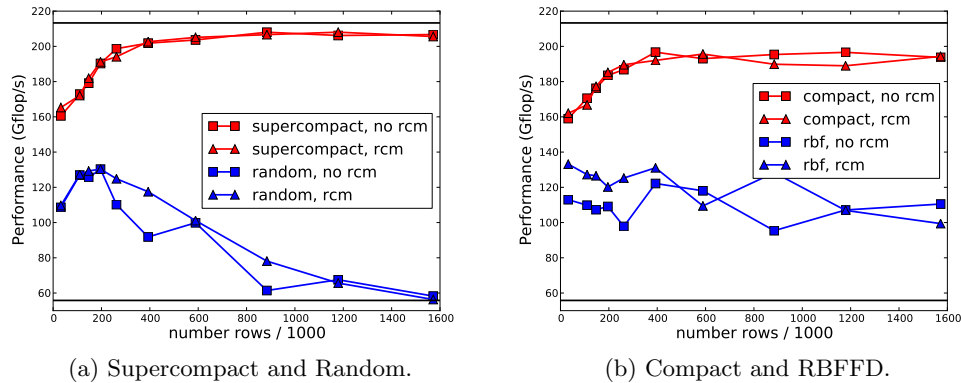 220
200
180
160
140
120
100
80
60
Performance (Gflop/s)
supercompact, no rcm
supercompact, rcm
random, no rcm
random, rcm
0 200 400 600 800 1000 1200 1400 1600
number rows / 1000
(a) Supercompact and Random.
220
200
180
160
140
120
100
80
60
Performance (Gflop/s)
compact, no rcm
compact, rcm
rbf, no rcm
rbf, rcm
0 200 400 600 800 1000 1200 1400 1600
number rows / 1000
(b) Compact and RBFFD.